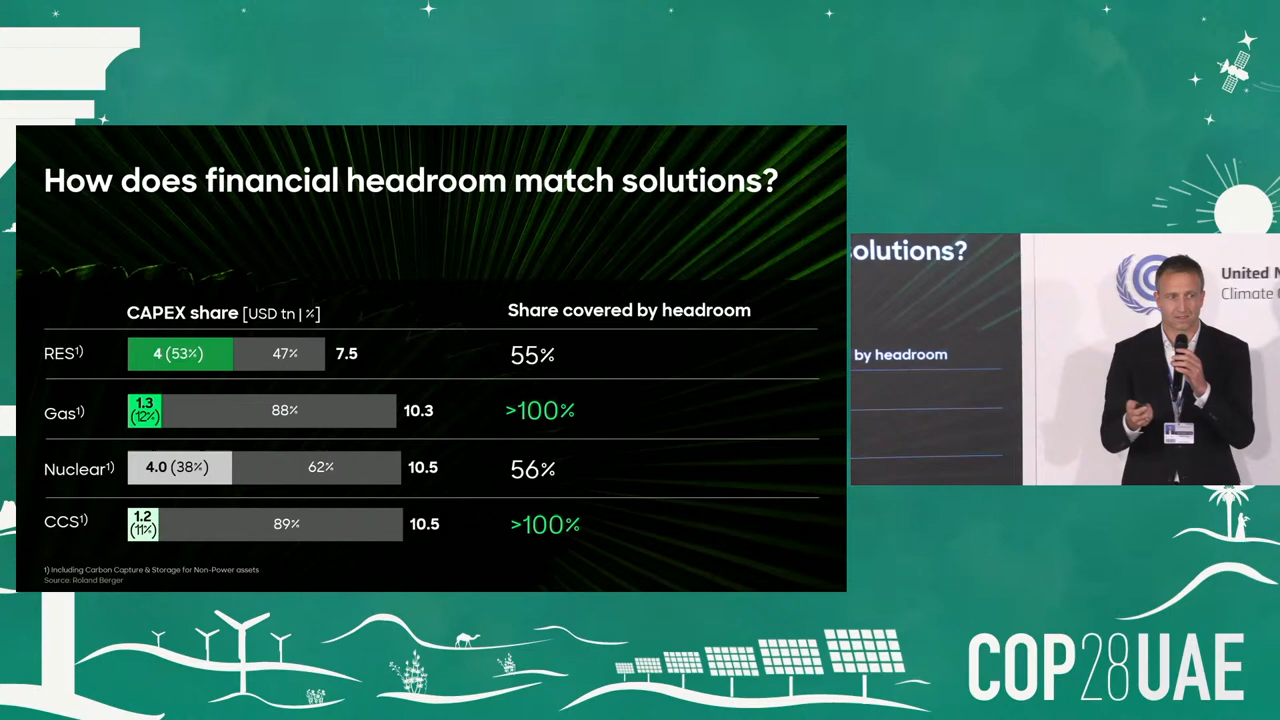 How does financial headroom match solutions?
CAPEX share [USD tn | %]
Share covered by headroom
RES1)
4 (53%)
47%
7.5
55%
Gas1)
1.3
(12%)
88%
10.3
>100%
Nuclear1)
4.0 (38%)
62%
10.5
56%
CCS1)
1.2
(11%)
89%
10.5
>100%
1) Including Carbon Capture & Storage for Non-Power assets
Source: Roland Berger
solutions?
by headroom
United N
Climate C
COP28UAE